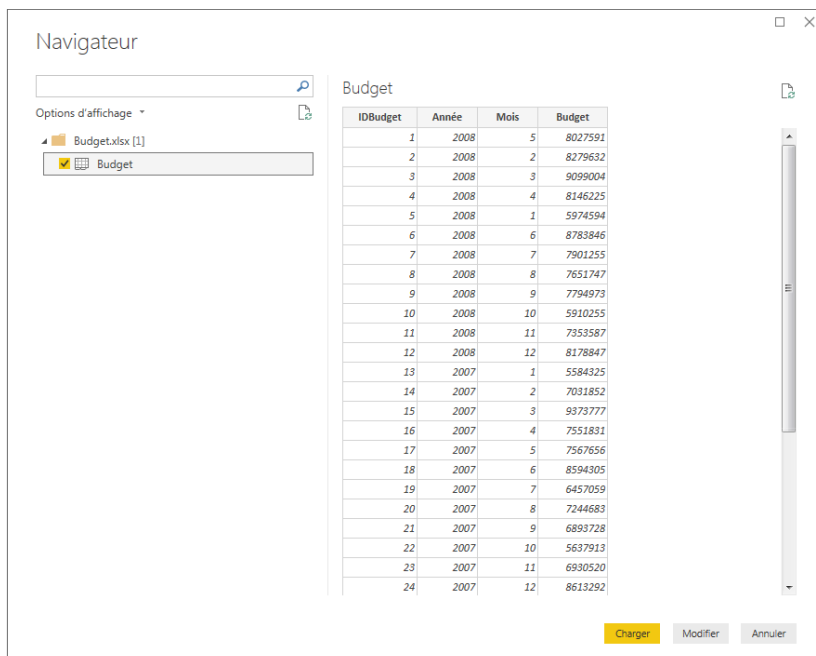 Navigateur
Options d'affichage
Budget.xlsx [1]
Budget
Budget
IDBudget Année Mois Budget
1 2008 5 8027591
2 2008 2 8279632
3 2008 3 9099004
4 2008 4 8146225
5 2008 1 5974594
6 2008 6 8783846
7 2008 7 7901255
8 2008 8 7651747
9 2008 9 7794973
10 2008 10 5910255
11 2008 11 7353587
12 2008 12 8178847
13 2007 1 5584325
14 2007 2 7031852
15 2007 3 9373777
16 2007 4 7551831
17 2007 5 7567656
18 2007 6 8594305
19 2007 7 6457059
20 2007 8 7244683
21 2007 9 6893728
22 2007 10 5637913
23 2007 11 6930520
24 2007 12 8613292
Charger Modifier Annuler